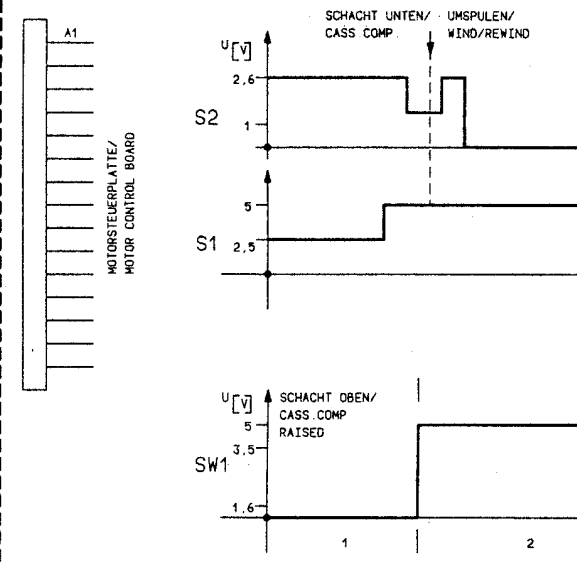 A1
MOTORSTEUERPLATTE/
MOTOR CONTROL BOARD
SCHACHT UNTEN/
CASS.COMP.
UMSPULEN/
WIND/REWIND
U[V]
2,6
S2
1
5
S1
2,5
U[V]
SCHACHT OBEN/
CASS.COMP
RAISED
5
3,5
SW1
1,6
1
2